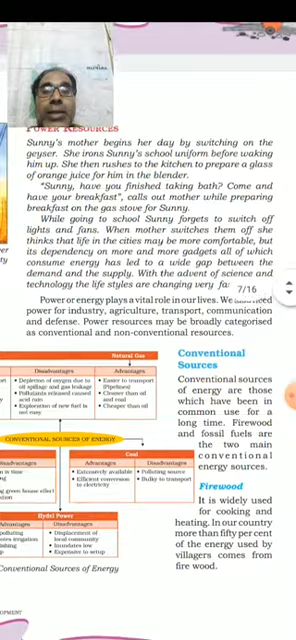 POWER RESOURCES
Sunny's mother begins her day by switching on the
geyser. She irons Sunny's school uniform before waking
him up. She then rushes to the kitchen to prepare a glass
of orange juice for him in the blender.
"Sunny, have you finished taking bath? Come and
have your breakfast", calls out mother while preparing
breakfast on the gas stove for Sunny.
While going to school Sunny forgets to switch off
lights and fans. When mother switches them off she
thinks that life in the cities may be more comfortable, but
its dependency on more and more gadgets all of which
consume energy has led to a wide gap between the
demand and the supply. With the advent of science and
technology the life styles are changing very fa
7/16
Power or energy plays a vital role in our lives. We need
power for industry, agriculture, transport, communication
and defense. Power resources may be broadly categorised
as conventional and non-conventional resources.
Natural Gas
Disadvantages
Advantages
• Depletion of oxygen due to
oil spillage and gas leakage
• Pollutants released caused
acid rain
• Exploration of new fuel is
not easy
• Easier to transport
(Pipelines)
• Cleaner than oil
and coal
• Cheaper than oil
Conventional
Sources
Conventional sources
of energy are those
which have been in
common use for a
long time. Firewood
and fossil fuels are
the two main
conventional
energy sources.
CONVENTIONAL SOURCES OF ENERGY
Coal
Disadvantages
Advantages
Disadvantages
in time
ng green house effect
• Extensively available
• Efficient conversion
to electricity
• Polluting source
• Bulky to transport
Hydel Power
Advantages
Disadvantages
polluting
otes irrigation
fishing
• Displacement of
local community
• Inundates low
• Expensive to setup
Conventional Sources of Energy
Firewood
It is widely used
for cooking and
heating. In our country
more than fifty per cent
of the energy used by
villagers comes from
fire wood.
OPMENT